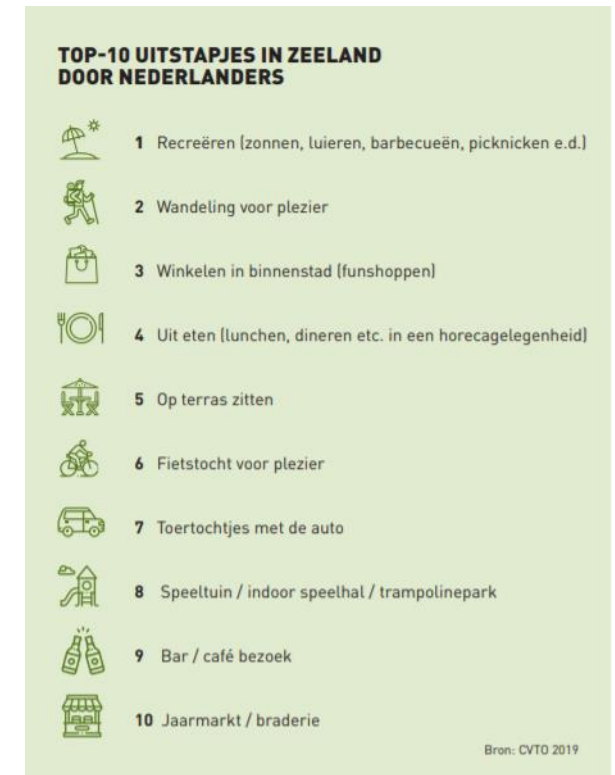 TOP-10 UITSTAPJES IN ZEELAND
DOOR NEDERLANDERS
1 Recreëren (zonnen, luieren, barbecueën, picknicken e.d.)
2 Wandeling voor plezier
3 Winkelen in binnenstad (funshoppen)
4 Uit eten (lunchen, dineren etc. in een horecagelegenheid)
5 Op terras zitten
6 Fietstocht voor plezier
7 Toertochtjes met de auto
8 Speeltuin / indoor speelhal / trampolinepark
9 Bar / café bezoek
10 Jaarmarkt / braderie
Bron: CVTO 2019